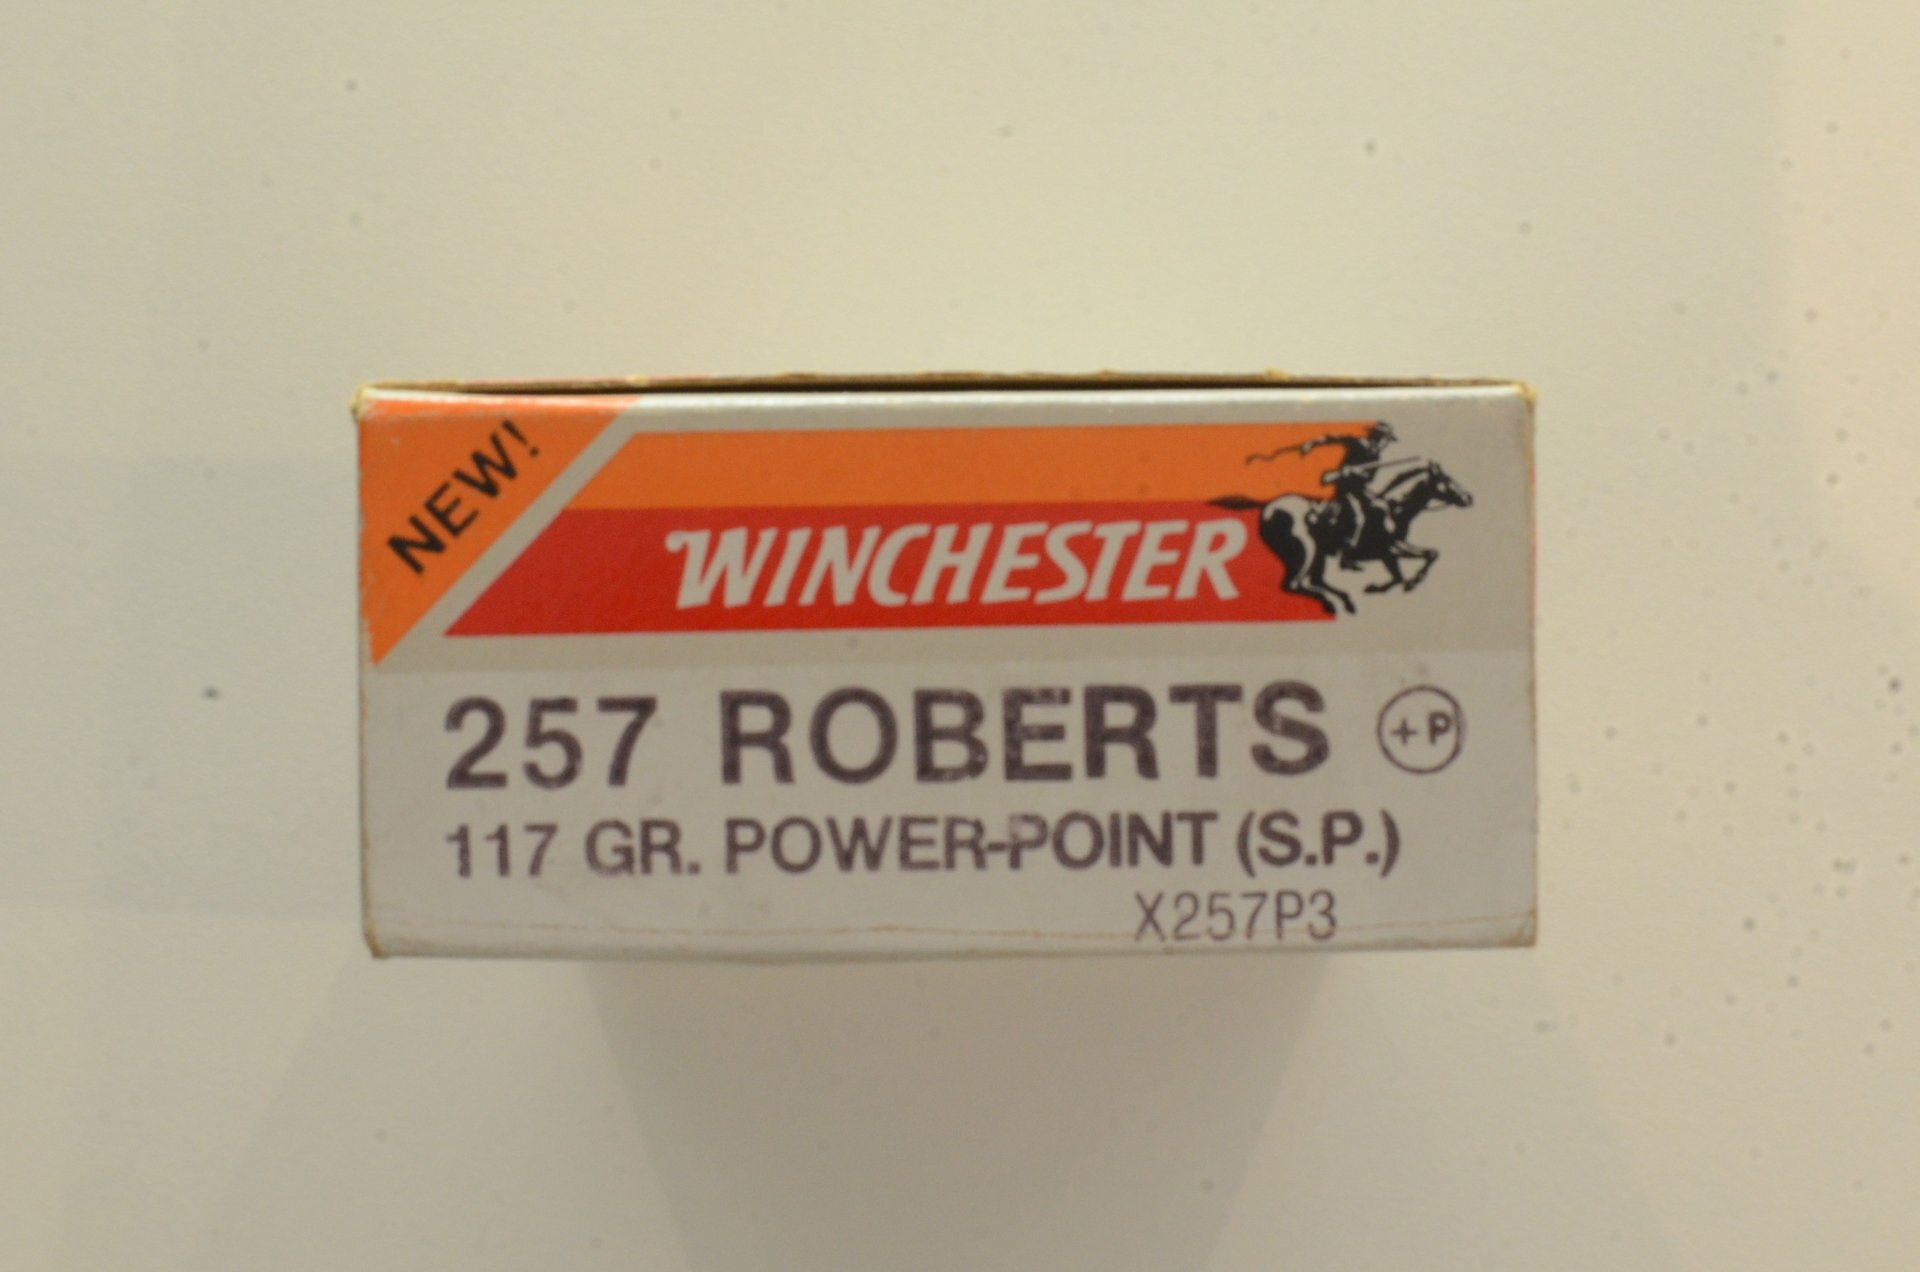 NEW!
WINCHESTER
257 ROBERTS +P
117 GR. POWER-POINT (S.P.)
X257P3